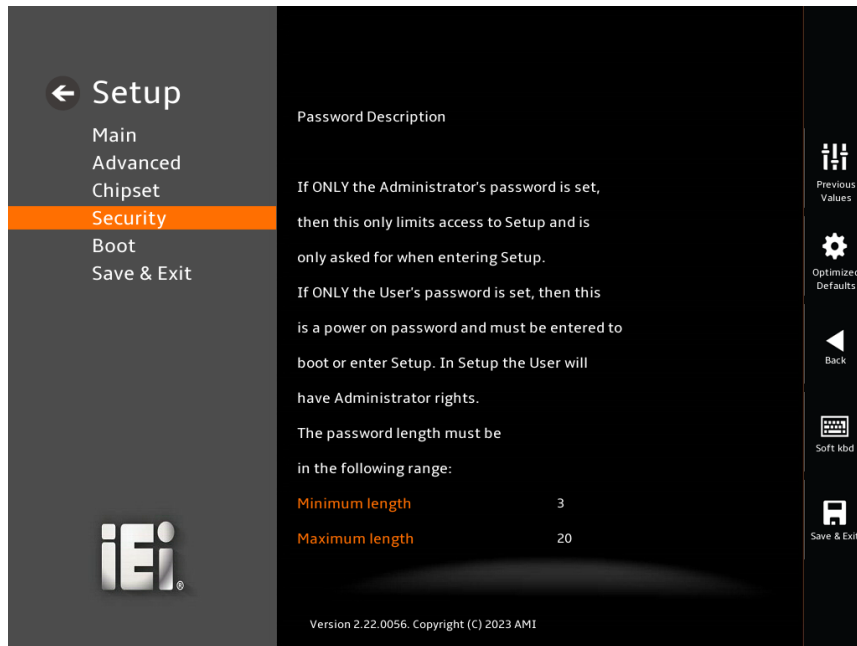 Setup
Main
Advanced
Chipset
Security
Boot
Save & Exit
iEi®
Password Description
If ONLY the Administrator's password is set,
then this only limits access to Setup and is
only asked for when entering Setup.
If ONLY the User's password is set, then this
is a power on password and must be entered to
boot or enter Setup. In Setup the User will
have Administrator rights.
The password length must be
in the following range:
Minimum length 3
Maximum length 20
Version 2.22.0056. Copyright (C) 2023 AMI
Previous
Values
Optimized
Defaults
Back
Soft kbd
Save & Exit